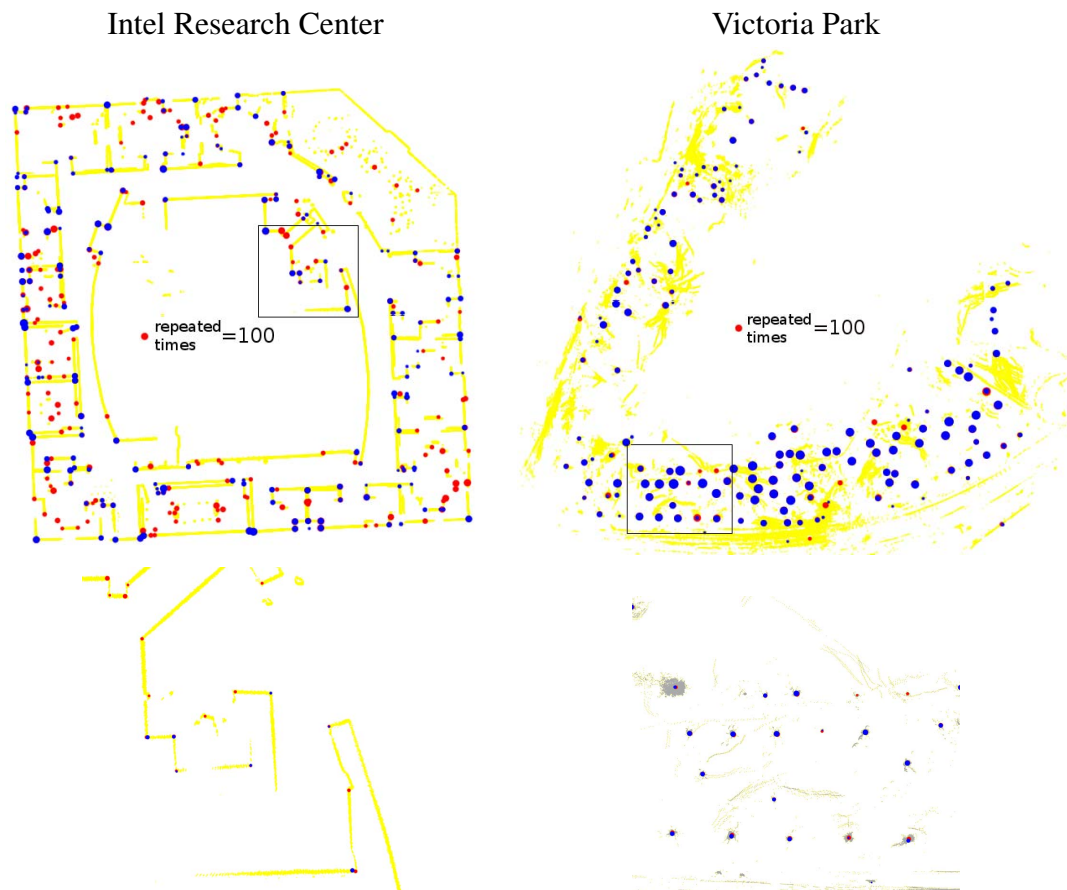 Intel Research Center
Victoria Park
repeated
times =100
repeated
times =100